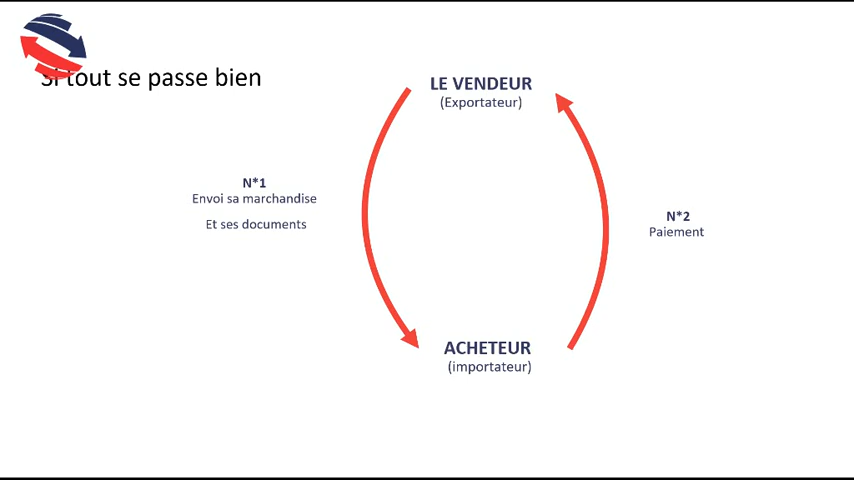 Si tout se passe bien
LE VENDEUR
(Exportateur)
N*1
Envoi sa marchandise
Et ses documents
N*2
Paiement
ACHETEUR
(importateur)